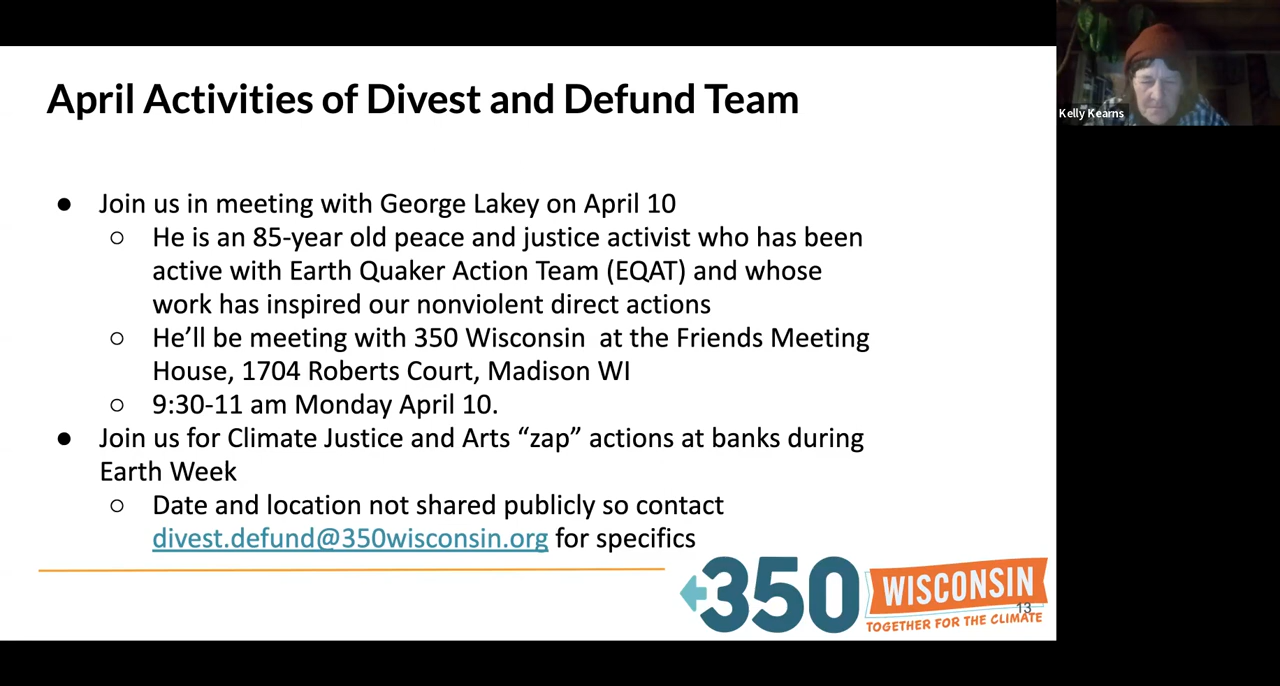 April Activities of Divest and Defund Team
● Join us in meeting with George Lakey on April 10
○ He is an 85-year old peace and justice activist who has been
active with Earth Quaker Action Team (EQAT) and whose
work has inspired our nonviolent direct actions
○ He’ll be meeting with 350 Wisconsin  at the Friends Meeting
House, 1704 Roberts Court, Madison WI
○ 9:30-11 am Monday April 10.
● Join us for Climate Justice and Arts “zap” actions at banks during
Earth Week
○ Date and location not shared publicly so contact
divest.defund@350wisconsin.org for specifics
350 WISCONSIN
13
TOGETHER FOR THE CLIMATE
Kelly Kearns